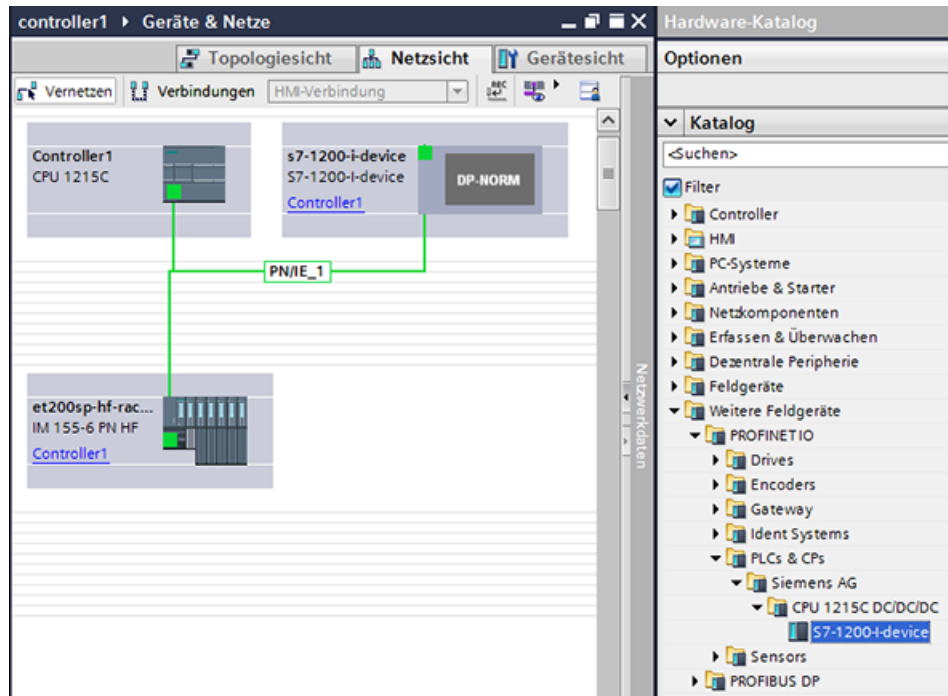 controller1 ▸ Geräte & Netze
Topologiesicht
Netzsicht
Gerätesicht
Vernetzen
Verbindungen
HMI-Verbindung
Controller1
CPU 1215C
s7-1200-i-device
S7-1200-I-device
Controller1
DP-NORM
PN/IE_1
et200sp-hf-rac...
IM 155-6 PN HF
Controller1
Netzwerkdaten
Hardware-Katalog
Optionen
Katalog
<Suchen>
Filter
Controller
HMI
PC-Systeme
Antriebe & Starter
Netzkomponenten
Erfassen & Überwachen
Dezentrale Peripherie
Feldgeräte
Weitere Feldgeräte
PROFINET IO
Drives
Encoders
Gateway
Ident Systems
PLCs & CPs
Siemens AG
CPU 1215C DC/DC/DC
S7-1200-I-device
Sensors
PROFIBUS DP